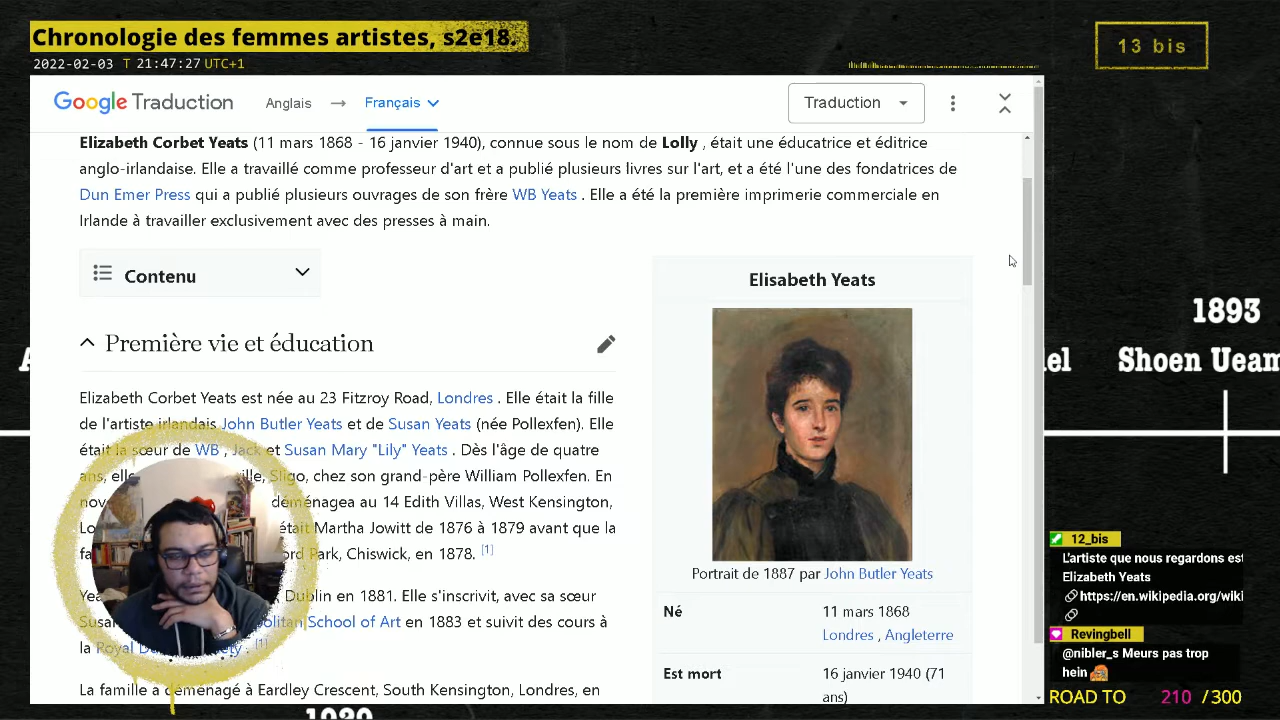 Chronologie des femmes artistes, s2e18.
2022-02-03 T 21:47:27 UTC+1
13 bis
Google Traduction
Anglais → Français
Traduction
Elizabeth Corbet Yeats (11 mars 1868 - 16 janvier 1940), connue sous le nom de Lolly , était une éducatrice et éditrice
anglo-irlandaise. Elle a travaillé comme professeur d'art et a publié plusieurs livres sur l'art, et a été l'une des fondatrices de
Dun Emer Press qui a publié plusieurs ouvrages de son frère WB Yeats . Elle a été la première imprimerie commerciale en
Irlande à travailler exclusivement avec des presses à main.
Contenu
Première vie et éducation
Elizabeth Corbet Yeats est née au 23 Fitzroy Road, Londres . Elle était la fille
de l'artiste irlandais John Butler Yeats et de Susan Yeats (née Pollexfen). Elle
était la sœur de WB , Jack et Susan Mary "Lily" Yeats . Dès l'âge de quatre
ans, elle Sligo, chez son grand-père William Pollexfen. En
déménagea au 14 Edith Villas, West Kensington,
était Martha Jowitt de 1876 à 1879 avant que la
Park, Chiswick, en 1878. [1]
Dublin en 1881. Elle s'inscrivit, avec sa sœur
School of Art en 1883 et suivit des cours à
la Royal [1]
La famille a déménagé à Eardley Crescent, South Kensington, Londres, en
Elisabeth Yeats
Portrait de 1887 par John Butler Yeats
Né
11 mars 1868
Londres , Angleterre
Est mort
16 janvier 1940 (71
ans)
1893
Shoen Ueam
el
12_bis
L'artiste que nous regardons est
Elizabeth Yeats
https://en.wikipedia.org/wiki
Revingbell
@nibler_s Meurs pas trop
hein
ROAD TO 210 /300